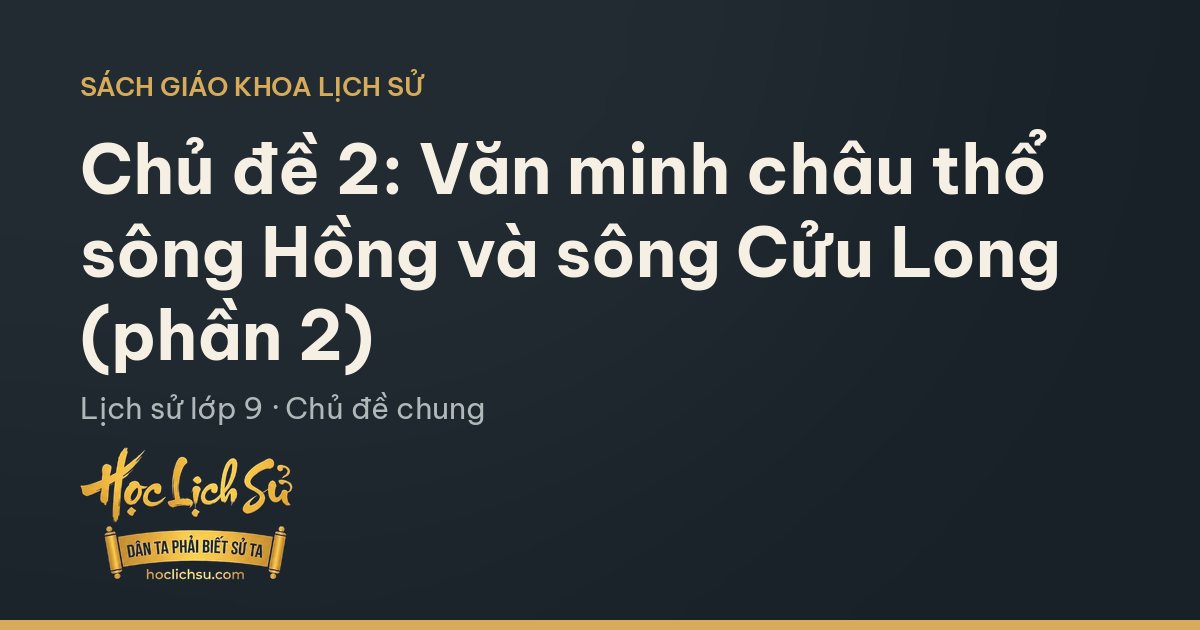 SÁCH GIÁO KHOA LỊCH SỬ
Chủ đề 2: Văn minh châu thổ
sông Hồng và sông Cửu Long
(phần 2)
Lịch sử lớp 9 · Chủ đề chung
Học Lịch Sử
DÂN TA PHẢI BIẾT SỬ TA
hoclichsu.com